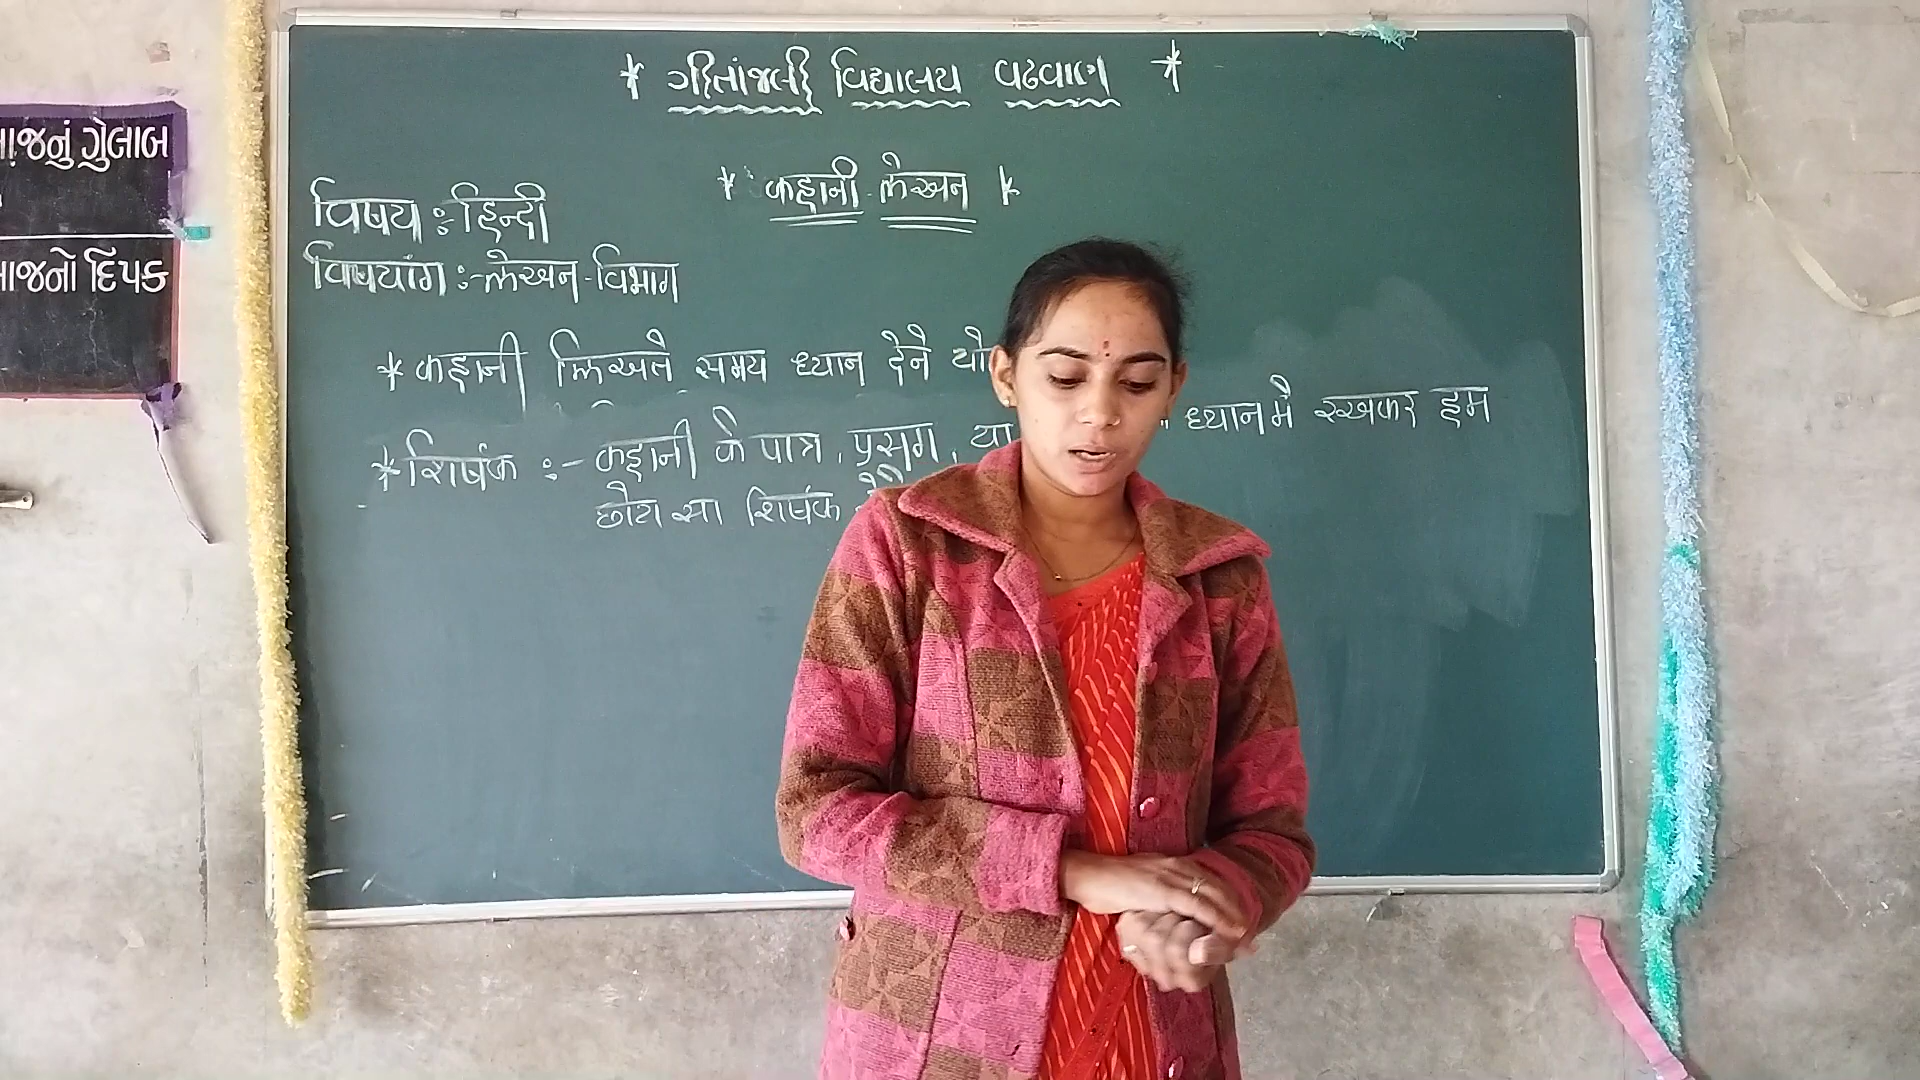 * ગીતાંજલી વિદ્યાલય વઢવાણ *
* कहानी-लेखन *
विषय :- हिन्दी
विषयांग :- लेखन-विभाग
* कहानी लिखते समय ध्यान देने
* शिर्षक :- कहानी के पात्र, प्रसंग, या ध्यान मे रखकर हम
छोटा सा शिर्षक
ાજનું ગુલાબ
ાજનો દિપક